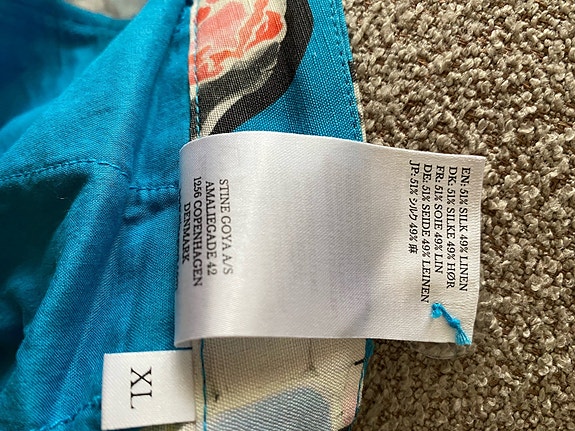 EN: 51% SILK 49% LINEN
DK: 51% SILKE 49% HØR
FR: 51% SOIE 49% LIN
DE: 51% SEIDE 49% LEINEN
JP: 51% シルク 49% 麻
STINE GOYA A/S
AMALIEGADE 42
1256 COPENHAGEN
DENMARK
XL